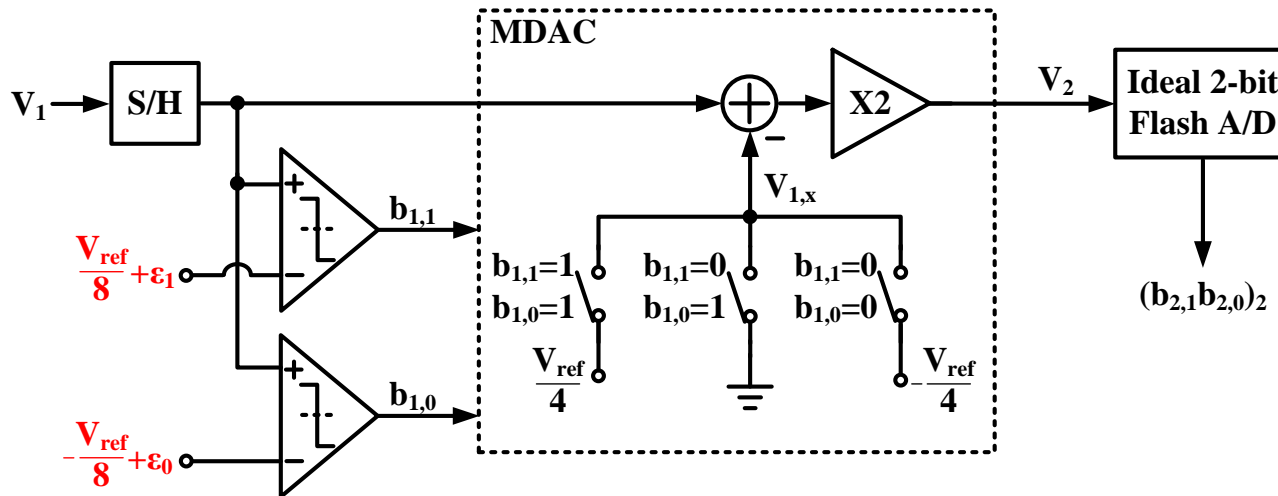 MDAC
V1
S/H
+
-
X2
V2
Ideal 2-bit
Flash A/D
V1,x
+
-
b1,1
Vref/8 +ε1
b1,1=1
b1,0=1
b1,1=0
b1,0=1
b1,1=0
b1,0=0
Vref/4
-Vref/4
(b2,1b2,0)2
+
-
b1,0
-Vref/8 +ε0